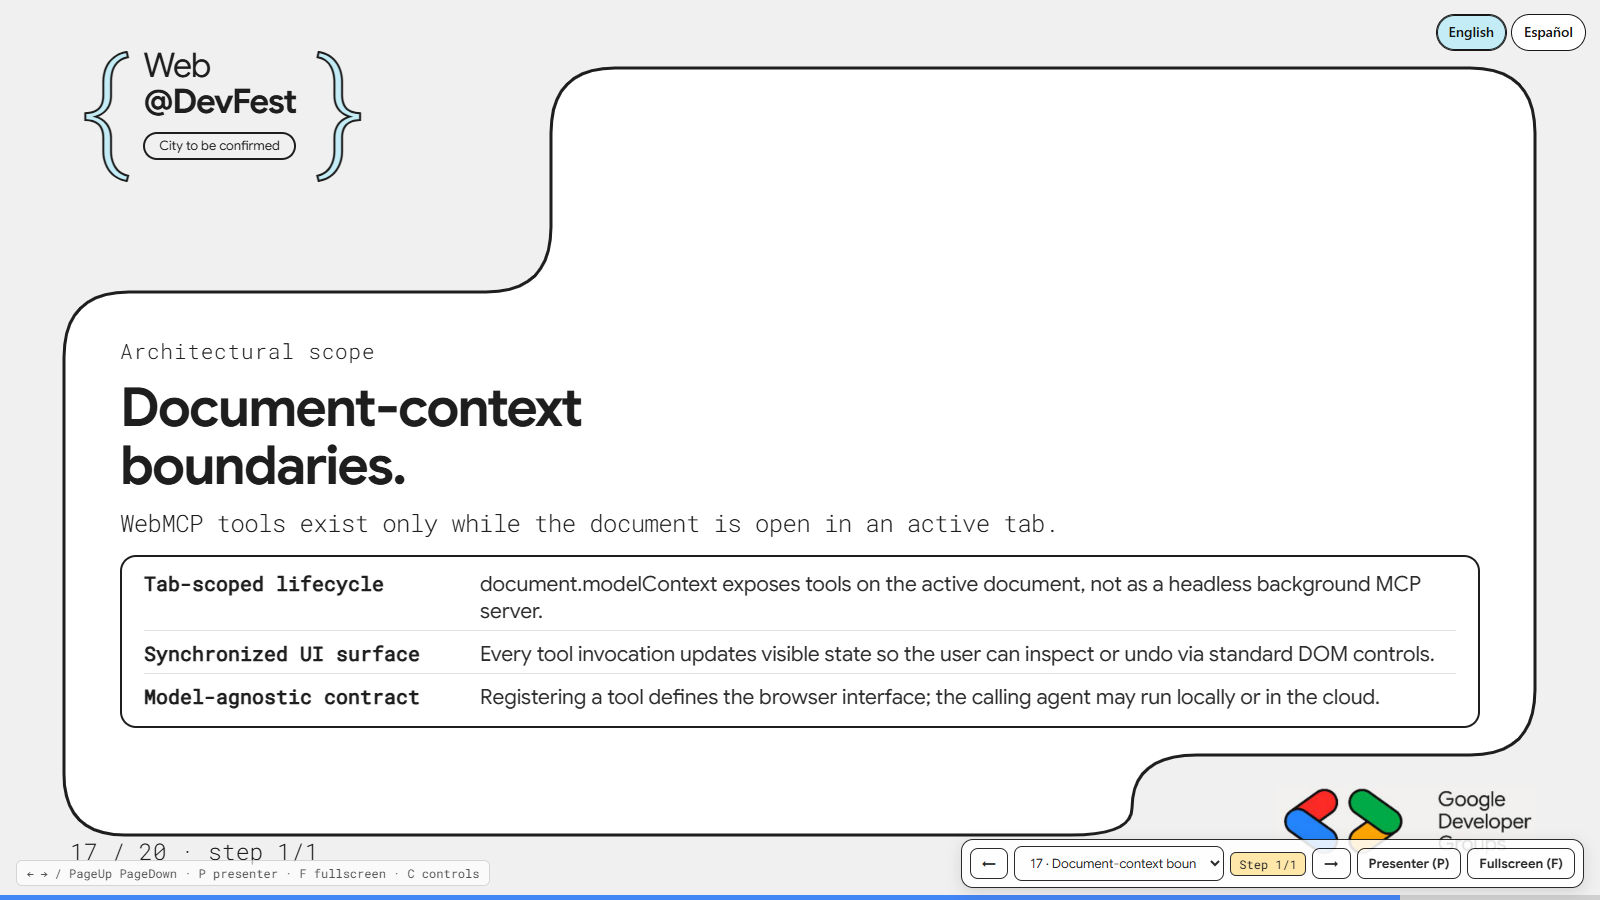 English
Español
Web
@DevFest
City to be confirmed
Architectural scope
Document-context
boundaries.
WebMCP tools exist only while the document is open in an active tab.
Tab-scoped lifecycle
document.modelContext exposes tools on the active document, not as a headless background MCP
server.
Synchronized UI surface
Every tool invocation updates visible state so the user can inspect or undo via standard DOM controls.
Model-agnostic contract
Registering a tool defines the browser interface; the calling agent may run locally or in the cloud.
Google
Developer
Groups
17 / 20 · step 1/1
← → / PageUp PageDown · P presenter · F fullscreen · C controls
←
17 · Document-context boun
Step 1/1
→
Presenter (P)
Fullscreen (F)